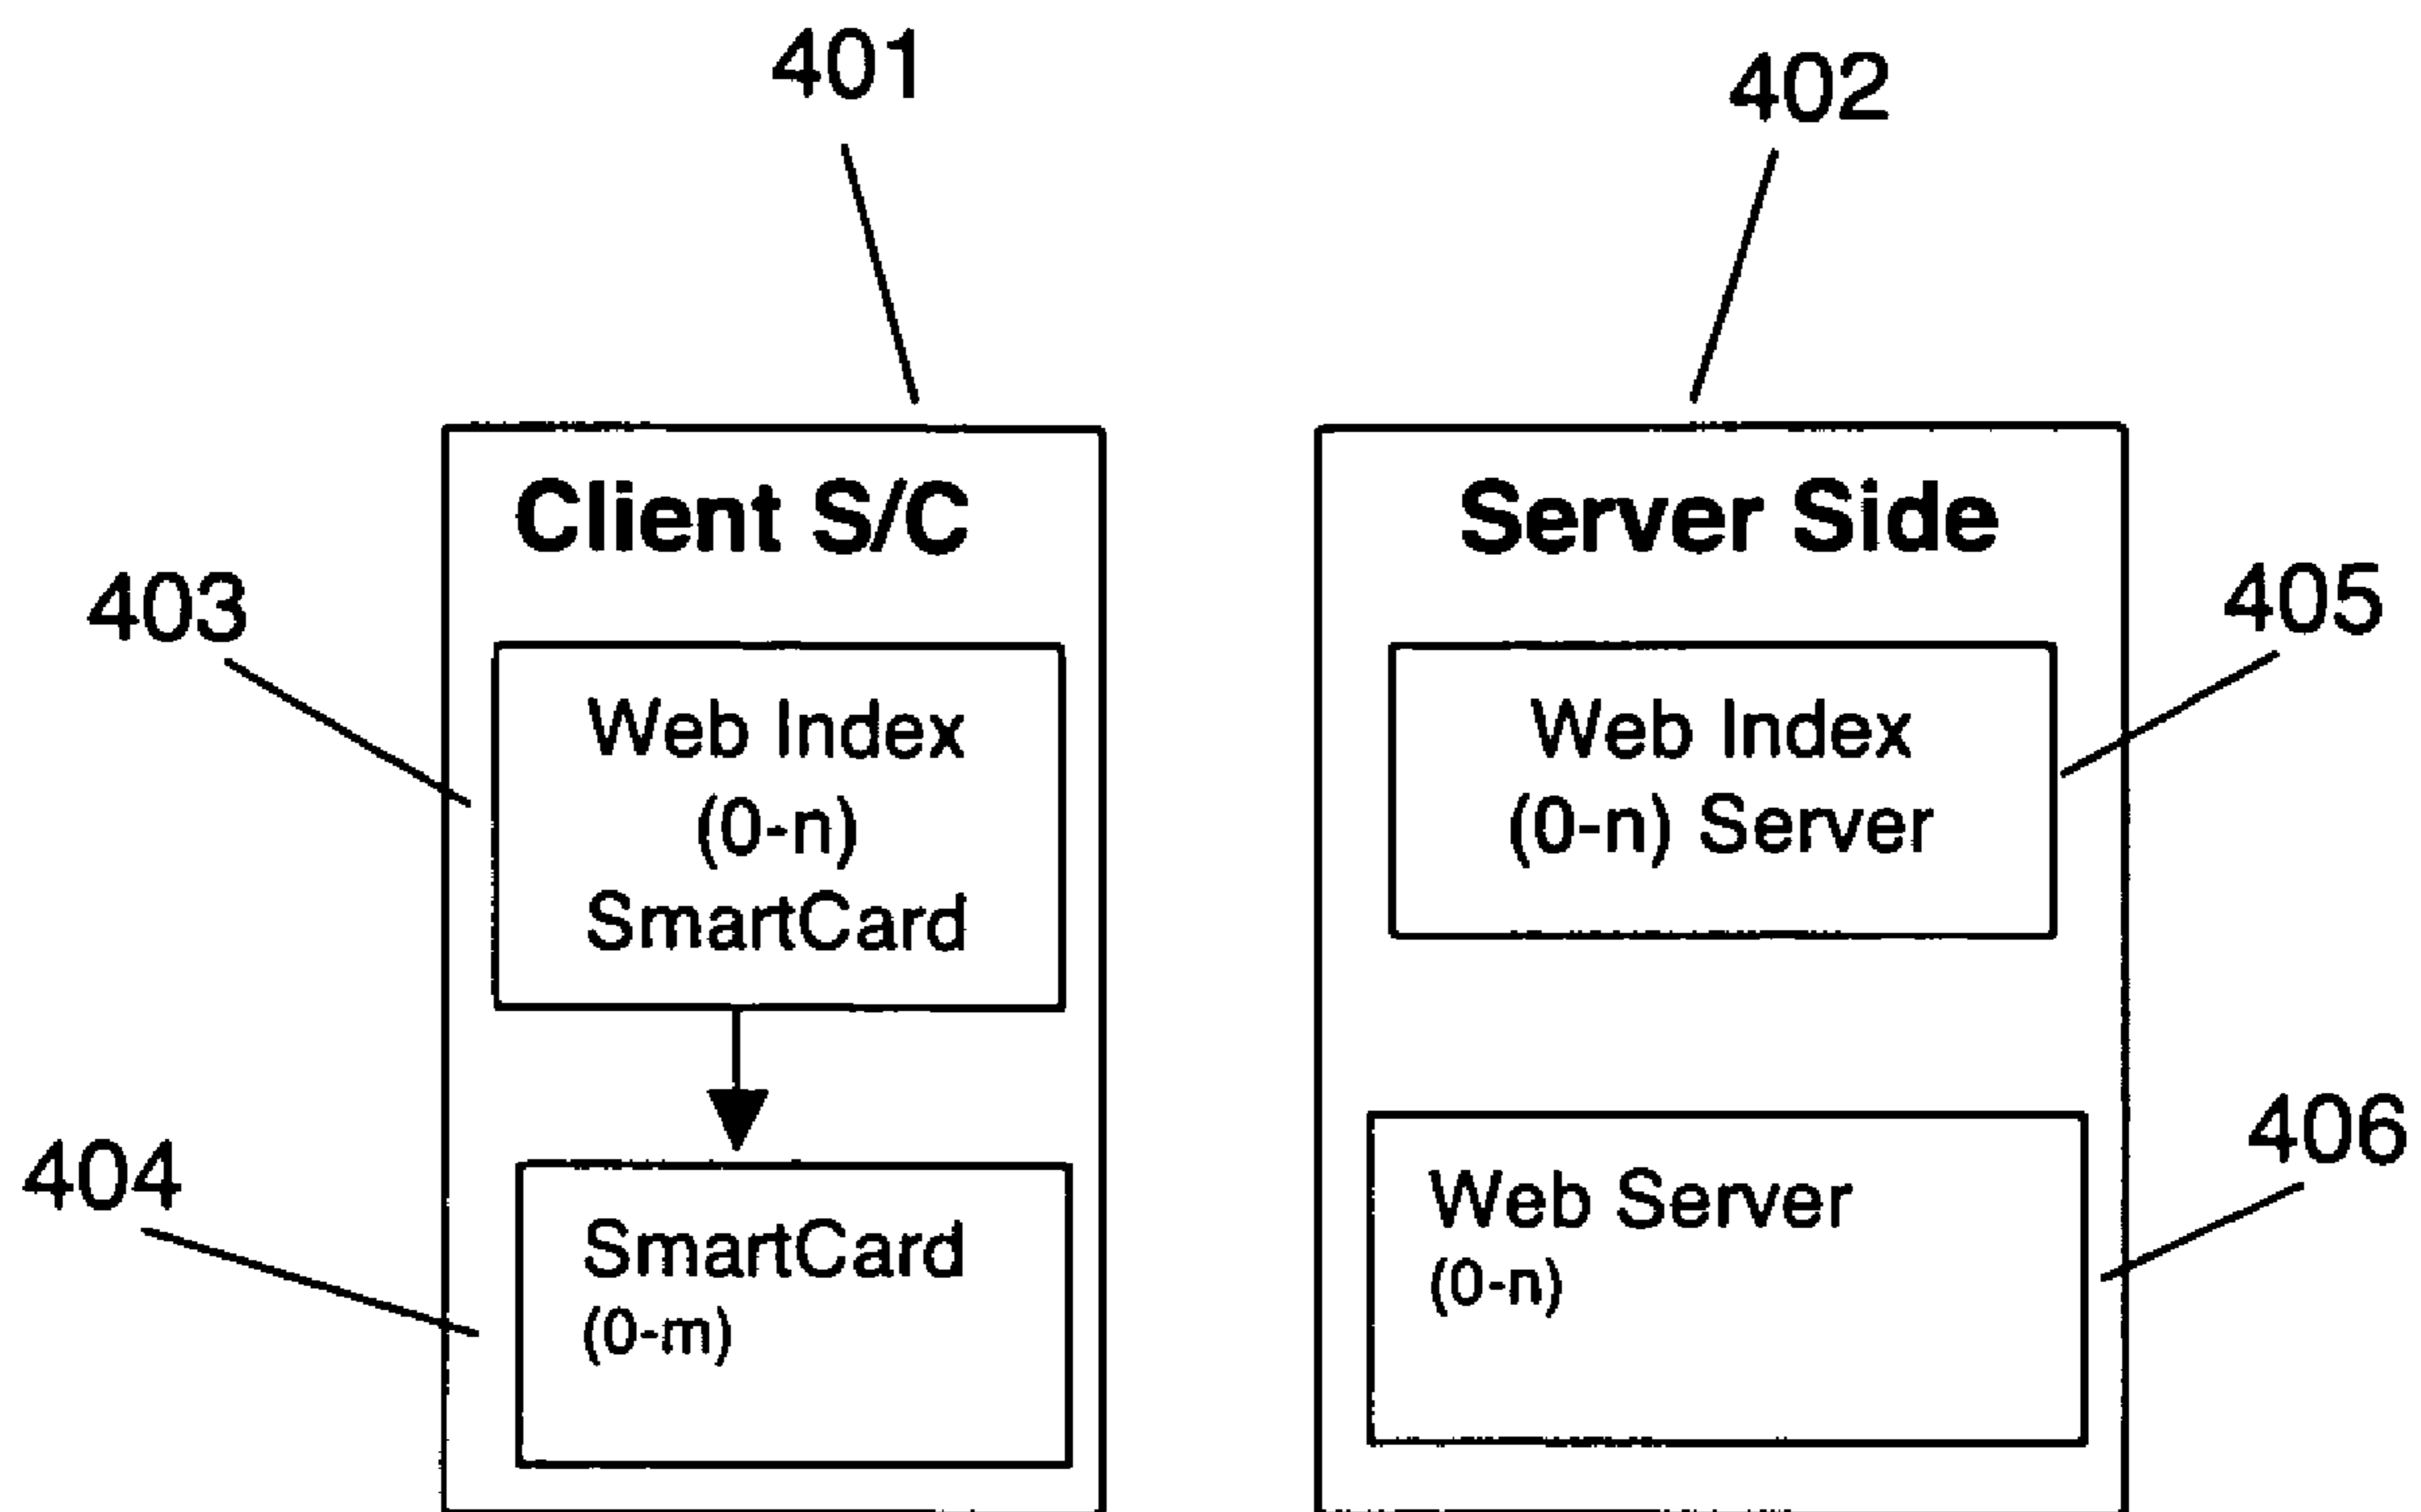 401
402
Client S/C
Server Side
403
405
Web Index
(0-n)
SmartCard
Web Index
(0-n) Server
404
406
SmartCard
(0-m)
Web Server
(0-n)